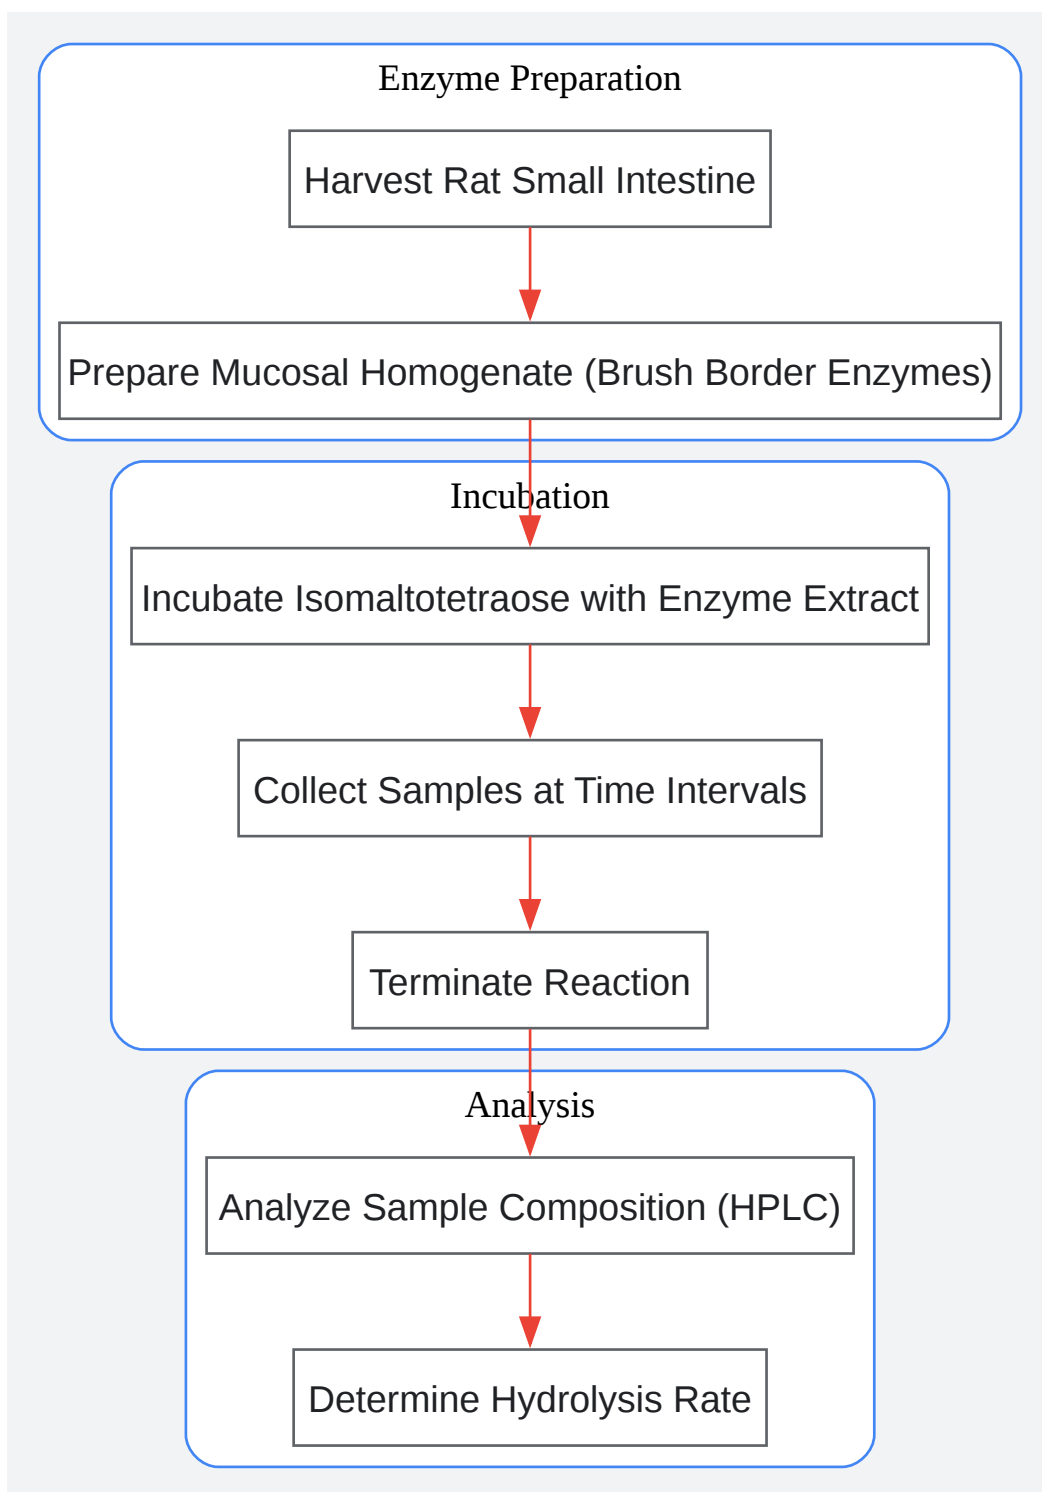 Enzyme Preparation
Harvest Rat Small Intestine
Prepare Mucosal Homogenate (Brush Border Enzymes)
Incubation
Incubate Isomaltotetraose with Enzyme Extract
Collect Samples at Time Intervals
Terminate Reaction
Analysis
Analyze Sample Composition (HPLC)
Determine Hydrolysis Rate